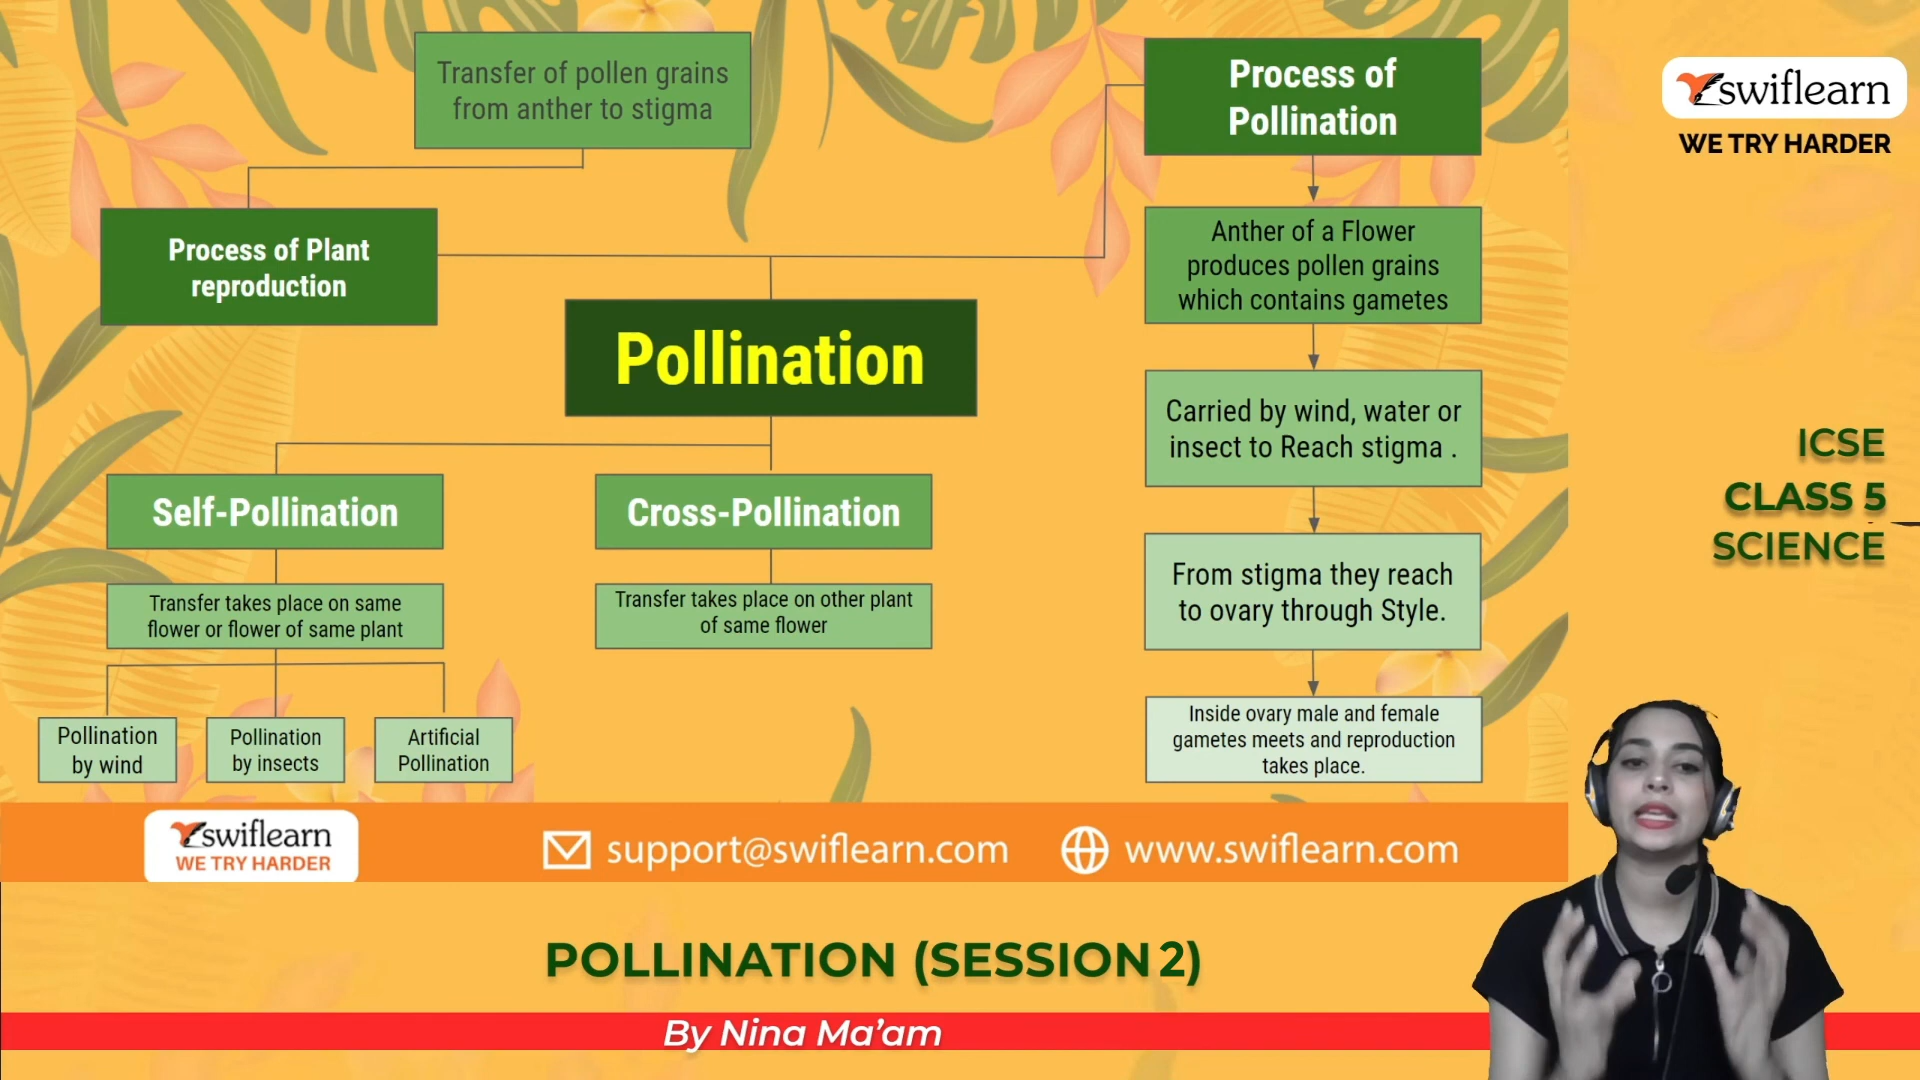 Transfer of pollen grains
from anther to stigma
Process of
Pollination
swiflearn
WE TRY HARDER
Process of Plant
reproduction
Anther of a Flower
produces pollen grains
which contains gametes
Pollination
Carried by wind, water or
insect to Reach stigma .
ICSE
CLASS 5
SCIENCE
Self-Pollination
Cross-Pollination
Transfer takes place on same
flower or flower of same plant
Transfer takes place on other plant
of same flower
From stigma they reach
to ovary through Style.
Pollination
by wind
Pollination
by insects
Artificial
Pollination
Inside ovary male and female
gametes meets and reproduction
takes place.
swiflearn
WE TRY HARDER
support@swiflearn.com
www.swiflearn.com
POLLINATION (SESSION 2)
By Nina Ma’am